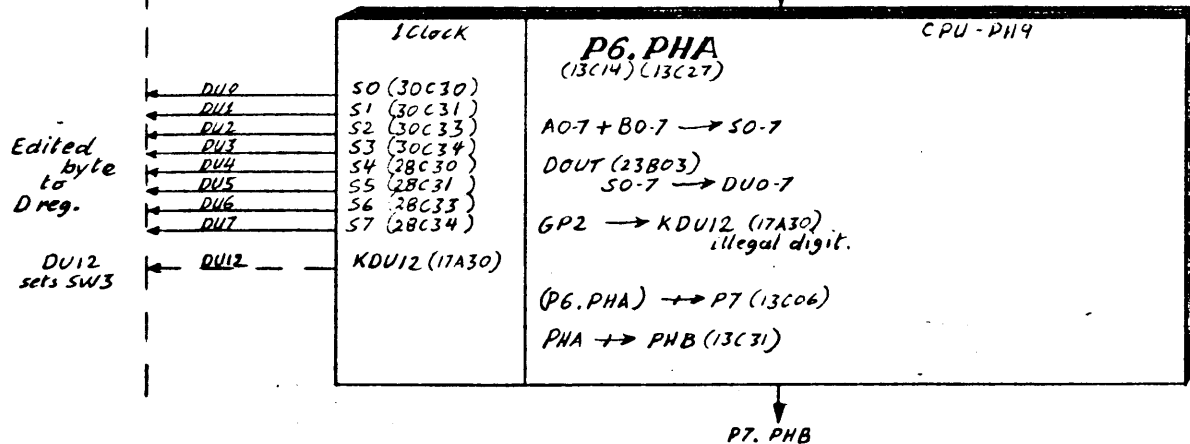 1Clock
CPU-PH9
P6.PHA
(13C14) (13C27)
DU0 S0 (30C30)
DU1 S1 (30C31)
DU2 S2 (30C33)
DU3 S3 (30C34)
DU4 S4 (28C30)
DU5 S5 (28C31)
DU6 S6 (28C33)
DU7 S7 (28C34)
Edited
byte
to
D reg.
DU12
sets SW3
DU12 KDU12 (17A30)
A0-7 + B0-7 → S0-7
DOUT (23B03)
S0-7 → DU0-7
GP2 → KDU12 (17A30)
illegal digit.
(P6.PHA) +→ P7 (13C06)
PHA +→ PHB (13C31)
P7. PHB